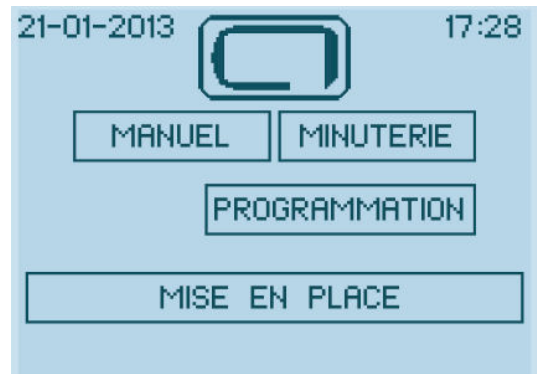 21-01-2013 17:28
MANUEL MINUTERIE
PROGRAMMATION
MISE EN PLACE